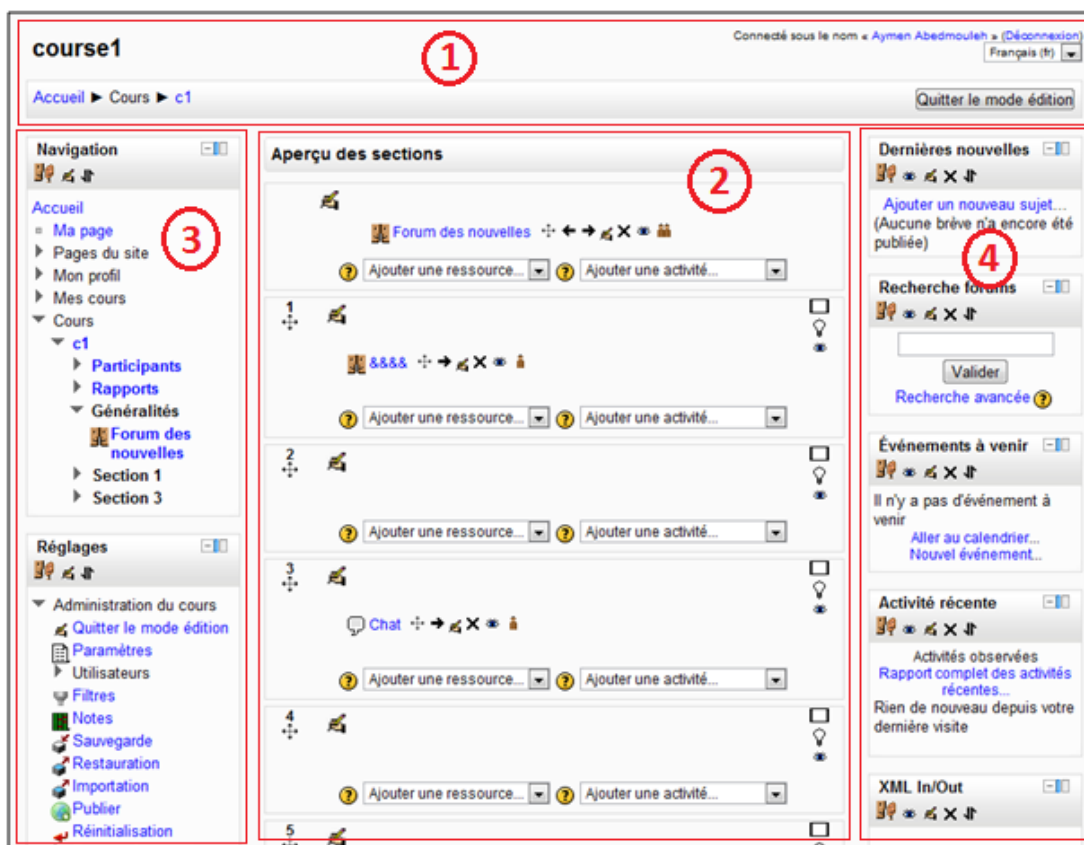 course1
Connecté sous le nom « Aymen Abedmouleh » (Déconnexion)
Français (fr)
1
Accueil ► Cours ► c1
Quitter le mode édition
Navigation
Accueil
Ma page
Pages du site
Mon profil
Mes cours
Cours
c1
Participants
Rapports
Généralités
Forum des
nouvelles
Section 1
Section 3
3
Réglages
Administration du cours
Quitter le mode édition
Paramètres
Utilisateurs
Filtres
Notes
Sauvegarde
Restauration
Importation
Publier
Réinitialisation
Aperçu des sections
2
Forum des nouvelles
Ajouter une ressource... Ajouter une activité...
1
&&&&
Ajouter une ressource... Ajouter une activité...
2
Ajouter une ressource... Ajouter une activité...
3
Chat
Ajouter une ressource... Ajouter une activité...
4
Ajouter une ressource... Ajouter une activité...
5
Dernières nouvelles
Ajouter un nouveau sujet...
(Aucune brève n'a encore été
publiée)
4
Recherche forums
Valider
Recherche avancée
Événements à venir
Il n'y a pas d'événement à
venir
Aller au calendrier...
Nouvel événement...
Activité récente
Activités observées
Rapport complet des activités
récentes...
Rien de nouveau depuis votre
dernière visite
XML In/Out